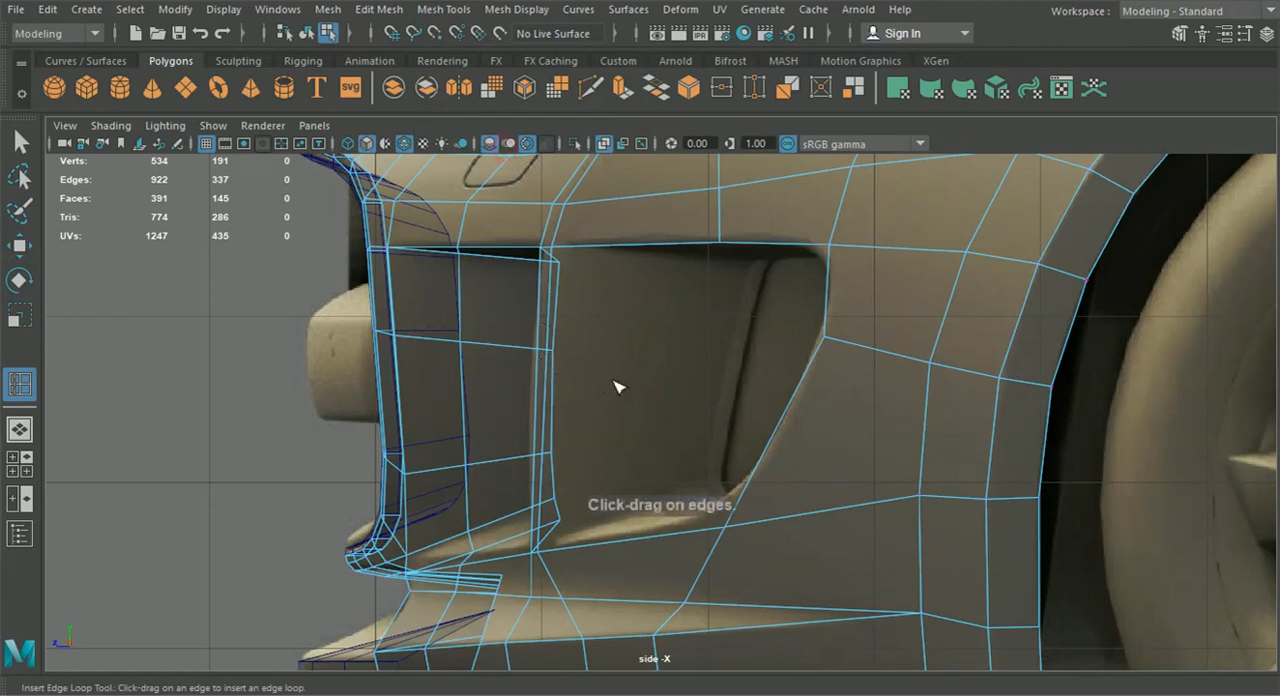 File Edit Create Select Modify Display Windows Mesh Edit Mesh Mesh Tools Mesh Display Curves Surfaces Deform UV Generate Cache Arnold Help Workspace : Modeling - Standard
Modeling No Live Surface Sign In
Curves / Surfaces Polygons Sculpting Rigging Animation Rendering FX FX Caching Custom Arnold Bifrost MASH Motion Graphics XGen
T svg
View Shading Lighting Show Renderer Panels
0.00 1.00 sRGB gamma
Verts: 534 191 0
Edges: 922 337 0
Faces: 391 145 0
Tris: 774 286 0
UVs: 1247 435 0
Click-drag on edges.
side -X
Insert Edge Loop Tool: Click-drag on an edge to insert an edge loop.